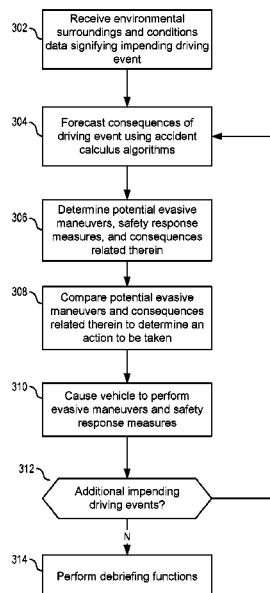 302
Receive environmental
surroundings and conditions
data signifying impending driving
event
304
Forecast consequences of
driving event using accident
calculus algorithms
306
Determine potential evasive
maneuvers, safety response
measures, and consequences
related therein
308
Compare potential evasive
maneuvers and consequences
related therein to determine an
action to be taken
310
Cause vehicle to perform
evasive maneuvers and safety
response measures
312
Additional impending
driving events?
N
314
Perform debriefing functions